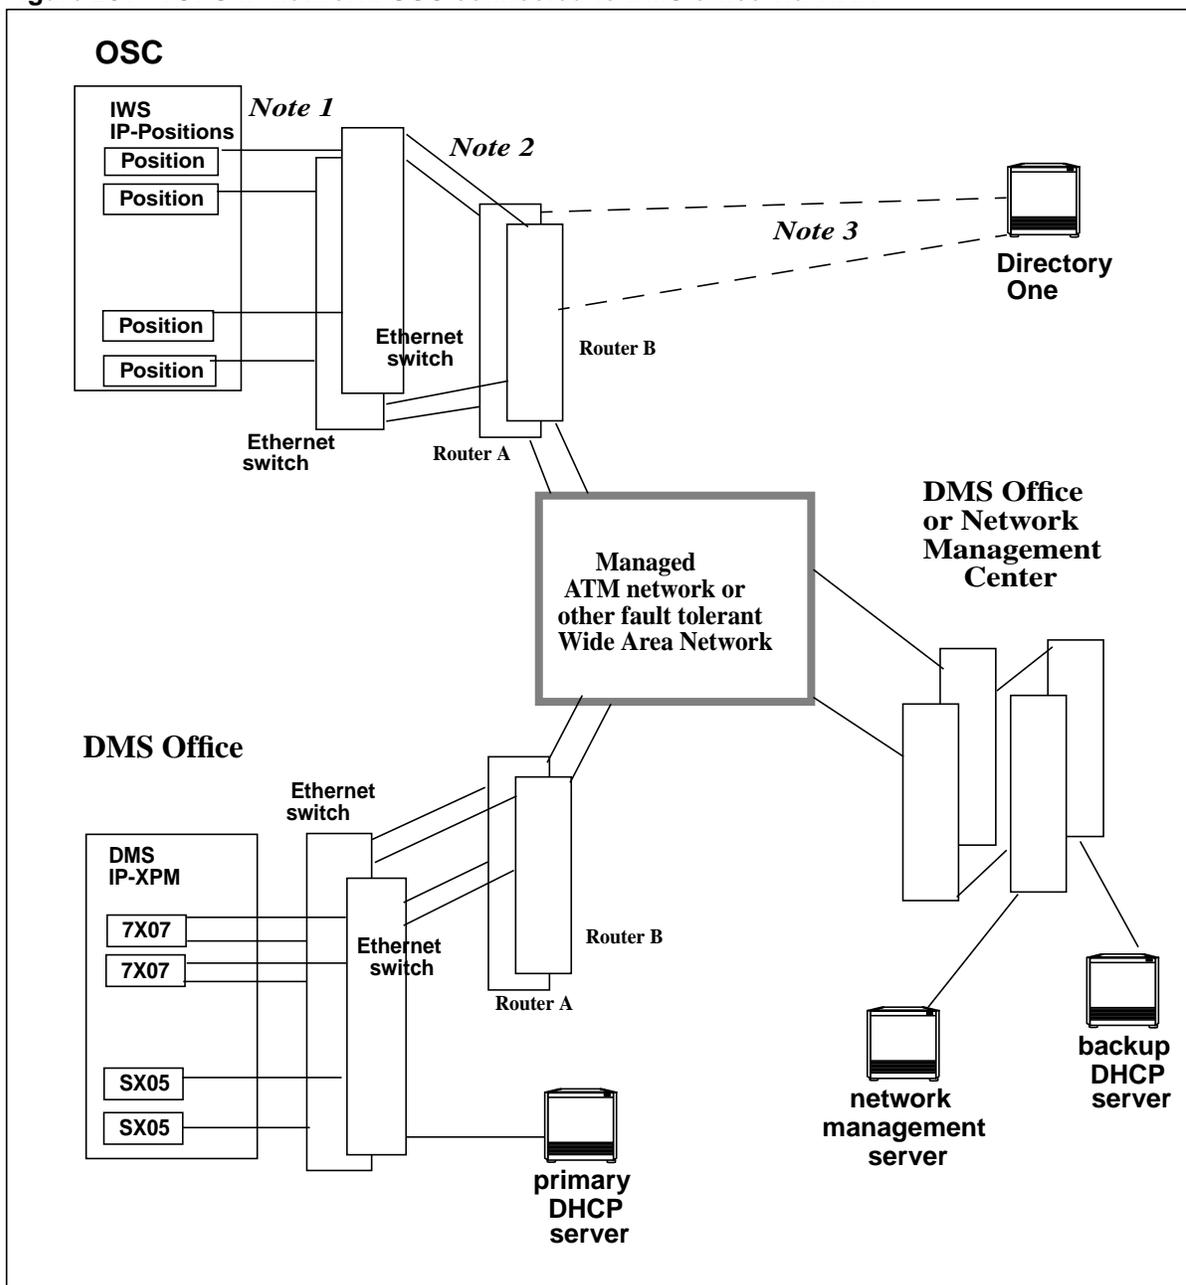 OSC
IWS
IP-Positions
Note 1
Position
Position
Note 2
Note 3
Directory
One
Position
Position
Ethernet
switch
Router B
Ethernet
switch
Router A
Managed
ATM network or
other fault tolerant
Wide Area Network
DMS Office
or Network
Management
Center
DMS Office
Ethernet
switch
DMS
IP-XPM
7X07
7X07
Ethernet
switch
Router B
Router A
SX05
SX05
primary
DHCP
server
network
management
server
backup
DHCP
server